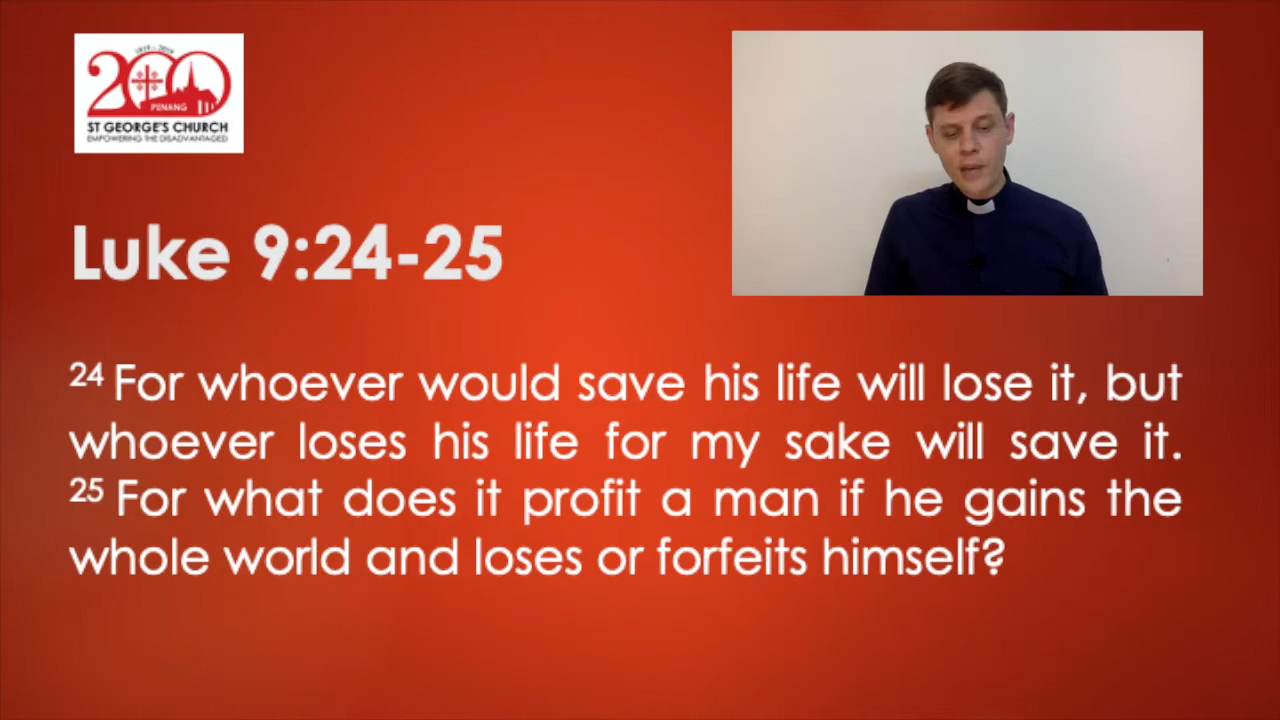 1819 - 2019
200
PENANG
ST GEORGE'S CHURCH
EMPOWERING THE DISADVANTAGED
Luke 9:24-25
24 For whoever would save his life will lose it, but
whoever loses his life for my sake will save it.
25 For what does it profit a man if he gains the
whole world and loses or forfeits himself?